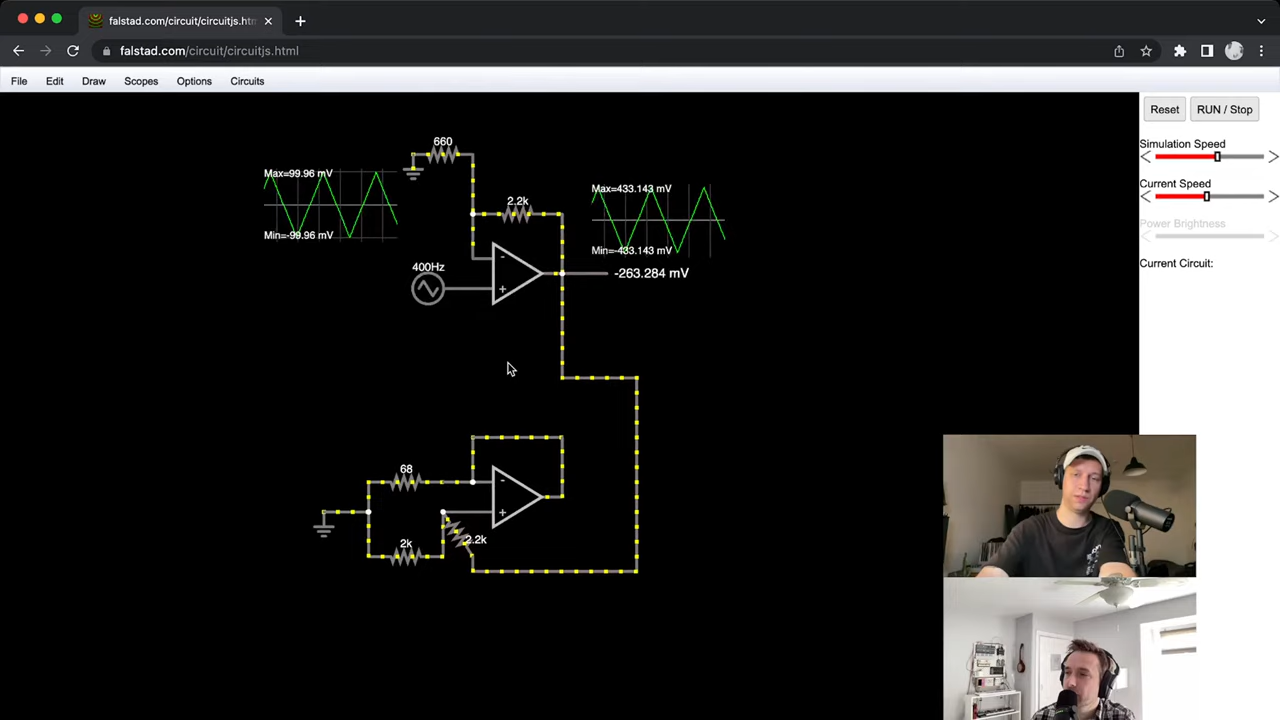 falstad.com/circuit/circuitjs.htm
falstad.com/circuit/circuitjs.html
File Edit Draw Scopes Options Circuits
Reset RUN / Stop
Simulation Speed
Current Speed
Power Brightness
Current Circuit:
660
Max=99.96 mV
Min=-99.96 mV
2.2k
Max=433.143 mV
Min=-433.143 mV
400Hz
-
+
-263.284 mV
68
-
+
2k
2.2k